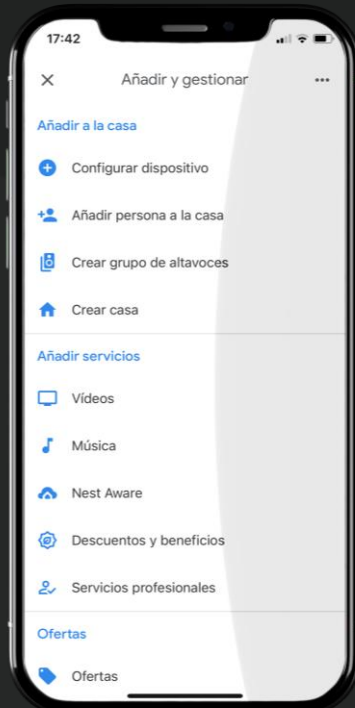 17:42
Añadir y gestionar
Añadir a la casa
Configurar dispositivo
Añadir persona a la casa
Crear grupo de altavoces
Crear casa
Añadir servicios
Vídeos
Música
Nest Aware
Descuentos y beneficios
Servicios profesionales
Ofertas
Ofertas